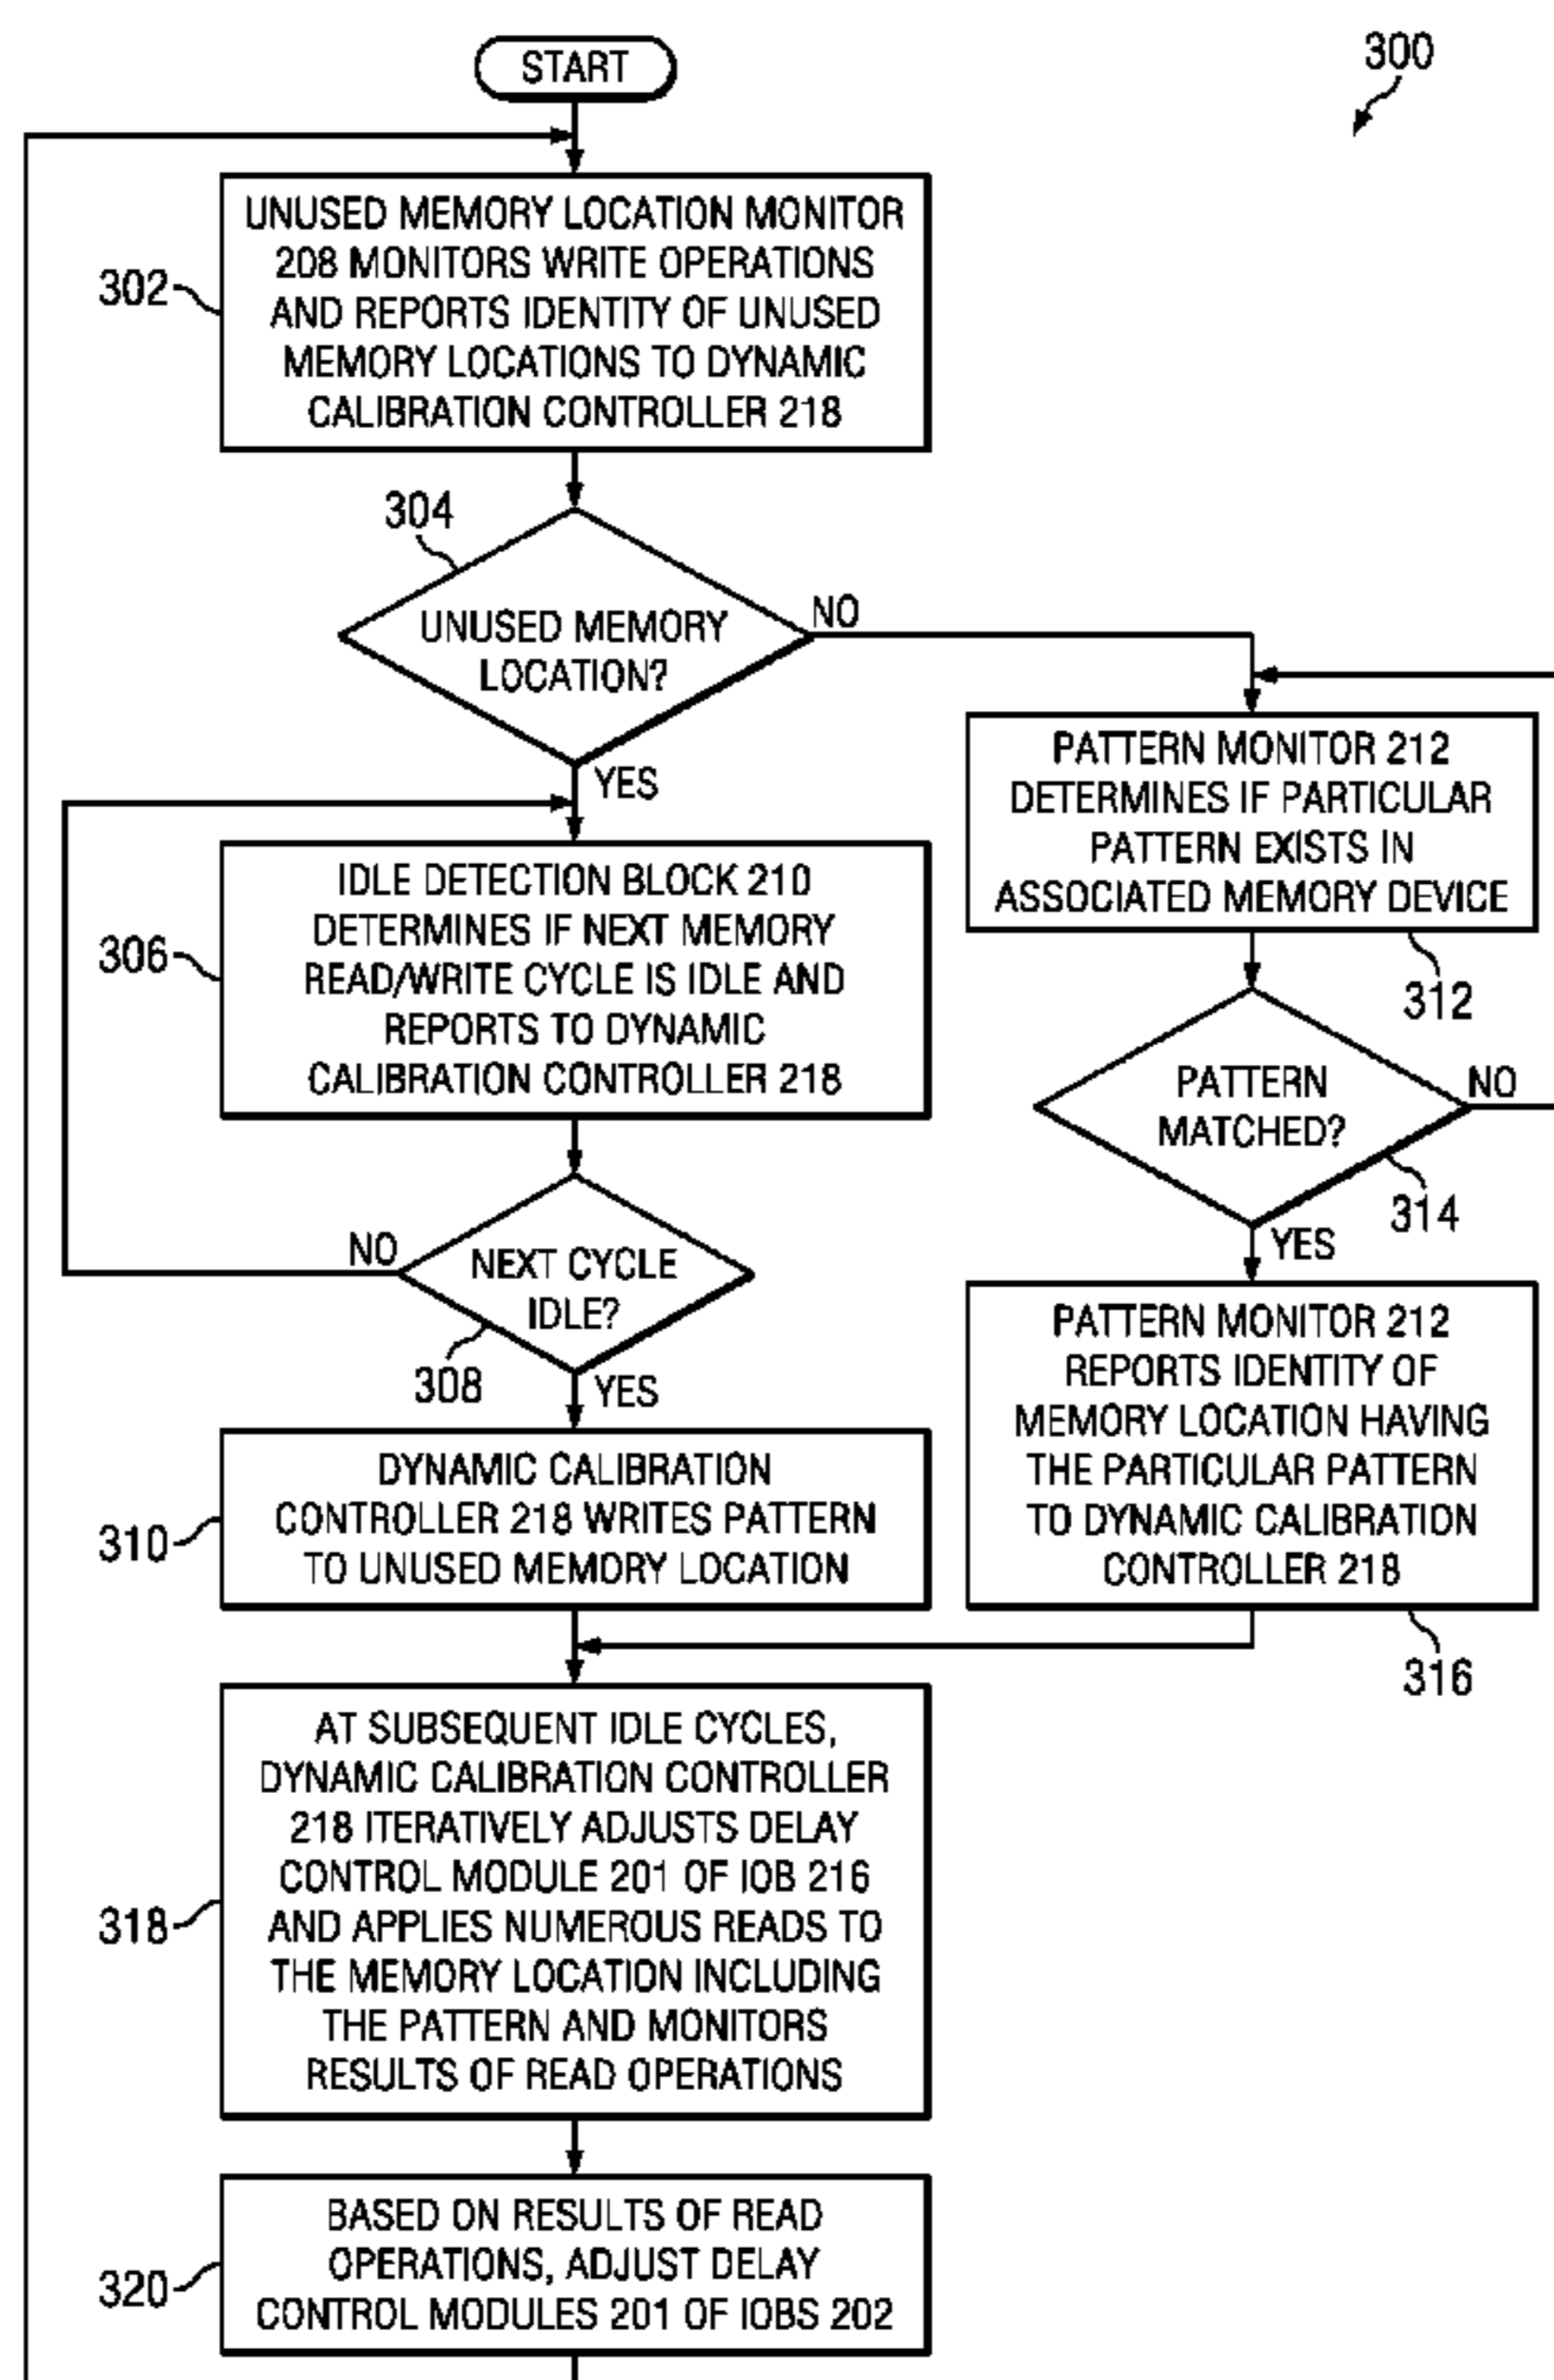 START
300
UNUSED MEMORY LOCATION MONITOR
208 MONITORS WRITE OPERATIONS
AND REPORTS IDENTITY OF UNUSED
MEMORY LOCATIONS TO DYNAMIC
CALIBRATION CONTROLLER 218
302
304
UNUSED MEMORY
LOCATION?
NO
YES
IDLE DETECTION BLOCK 210
DETERMINES IF NEXT MEMORY
READ/WRITE CYCLE IS IDLE AND
REPORTS TO DYNAMIC
CALIBRATION CONTROLLER 218
306
NEXT CYCLE
IDLE?
NO
308
YES
DYNAMIC CALIBRATION
CONTROLLER 218 WRITES PATTERN
TO UNUSED MEMORY LOCATION
310
PATTERN MONITOR 212
DETERMINES IF PARTICULAR
PATTERN EXISTS IN
ASSOCIATED MEMORY DEVICE
312
PATTERN
MATCHED?
NO
314
YES
PATTERN MONITOR 212
REPORTS IDENTITY OF
MEMORY LOCATION HAVING
THE PARTICULAR PATTERN
TO DYNAMIC CALIBRATION
CONTROLLER 218
316
AT SUBSEQUENT IDLE CYCLES,
DYNAMIC CALIBRATION CONTROLLER
218 ITERATIVELY ADJUSTS DELAY
CONTROL MODULE 201 OF IOB 216
AND APPLIES NUMEROUS READS TO
THE MEMORY LOCATION INCLUDING
THE PATTERN AND MONITORS
RESULTS OF READ OPERATIONS
318
BASED ON RESULTS OF READ
OPERATIONS, ADJUST DELAY
CONTROL MODULES 201 OF IOBS 202
320